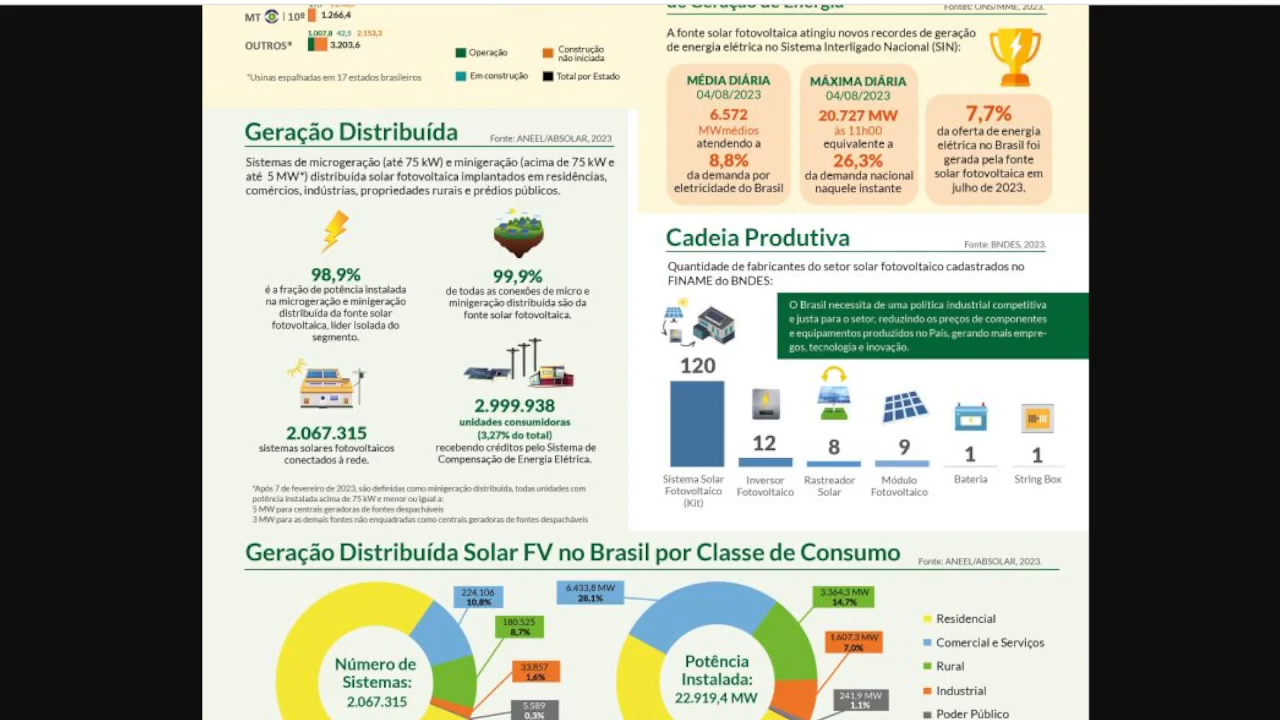 MT | 10º 1.266,4
1.007,8 42,5 2.153,3
OUTROS* 3.203,6
Operação
Construção
não iniciada
Em construção
Total por Estado
*Usinas espalhadas em 17 estados brasileiros
de Geração de Energia
Fontes: ONS/MME, 2023.
A fonte solar fotovoltaica atingiu novos recordes de geração
de energia elétrica no Sistema Interligado Nacional (SIN):
MÉDIA DIÁRIA
04/08/2023
6.572
MWmédios
atendendo a
8,8%
da demanda por
eletricidade do Brasil
MÁXIMA DIÁRIA
04/08/2023
20.727 MW
às 11h00
equivalente a
26,3%
da demanda nacional
naquele instante
7,7%
da oferta de energia
elétrica no Brasil foi
gerada pela fonte
solar fotovoltaica em
julho de 2023.
Geração Distribuída
Fonte: ANEEL/ABSOLAR, 2023
Sistemas de microgeração (até 75 kW) e minigeração (acima de 75 kW e
até 5 MW*) distribuída solar fotovoltaica implantados em residências,
comércios, indústrias, propriedades rurais e prédios públicos.
98,9%
é a fração de potência instalada
na microgeração e minigeração
distribuída da fonte solar
fotovoltaica, líder isolada do
segmento.
99,9%
de todas as conexões de micro e
minigeração distribuída são da
fonte solar fotovoltaica.
2.067.315
sistemas solares fotovoltaicos
conectados à rede.
2.999.938
unidades consumidoras
(3,27% do total)
recebendo créditos pelo Sistema de
Compensação de Energia Elétrica.
*Após 7 de fevereiro de 2023, são definidas como minigeração distribuída, todas unidades com
potência instalada acima de 75 kW e menor ou igual a:
5 MW para centrais geradoras de fontes despacháveis
3 MW para as demais fontes não enquadradas como centrais geradoras de fontes despacháveis
Cadeia Produtiva
Fonte: BNDES, 2023.
Quantidade de fabricantes do setor solar fotovoltaico cadastrados no
FINAME do BNDES:
O Brasil necessita de uma política industrial competitiva
e justa para o setor, reduzindo os preços de componentes
e equipamentos produzidos no País, gerando mais empre-
gos, tecnologia e inovação.
120
12
8
9
1
1
Sistema Solar
Fotovoltaico
(Kit)
Inversor
Fotovoltaico
Rastreador
Solar
Módulo
Fotovoltaico
Bateria
String Box
Geração Distribuída Solar FV no Brasil por Classe de Consumo
Fonte: ANEEL/ABSOLAR, 2023.
224.106
10,8%
180.525
8,7%
33.857
1,6%
5.589
0,3%
Número de
Sistemas:
2.067.315
6.433,8 MW
28,1%
3.364,3 MW
14,7%
1.607,3 MW
7,0%
241,9 MW
1,1%
Potência
Instalada:
22.919,4 MW
Residencial
Comercial e Serviços
Rural
Industrial
Poder Público